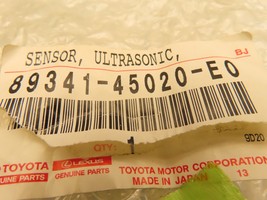 SENSOR, ULTRASONIC,
BJ
89341-45020-E0
QTY: 1
9D20
TOYOTA LEXUS TOYOTA MOTOR CORPORATION
GENUINE PARTS GENUINE PARTS MADE IN JAPAN 13